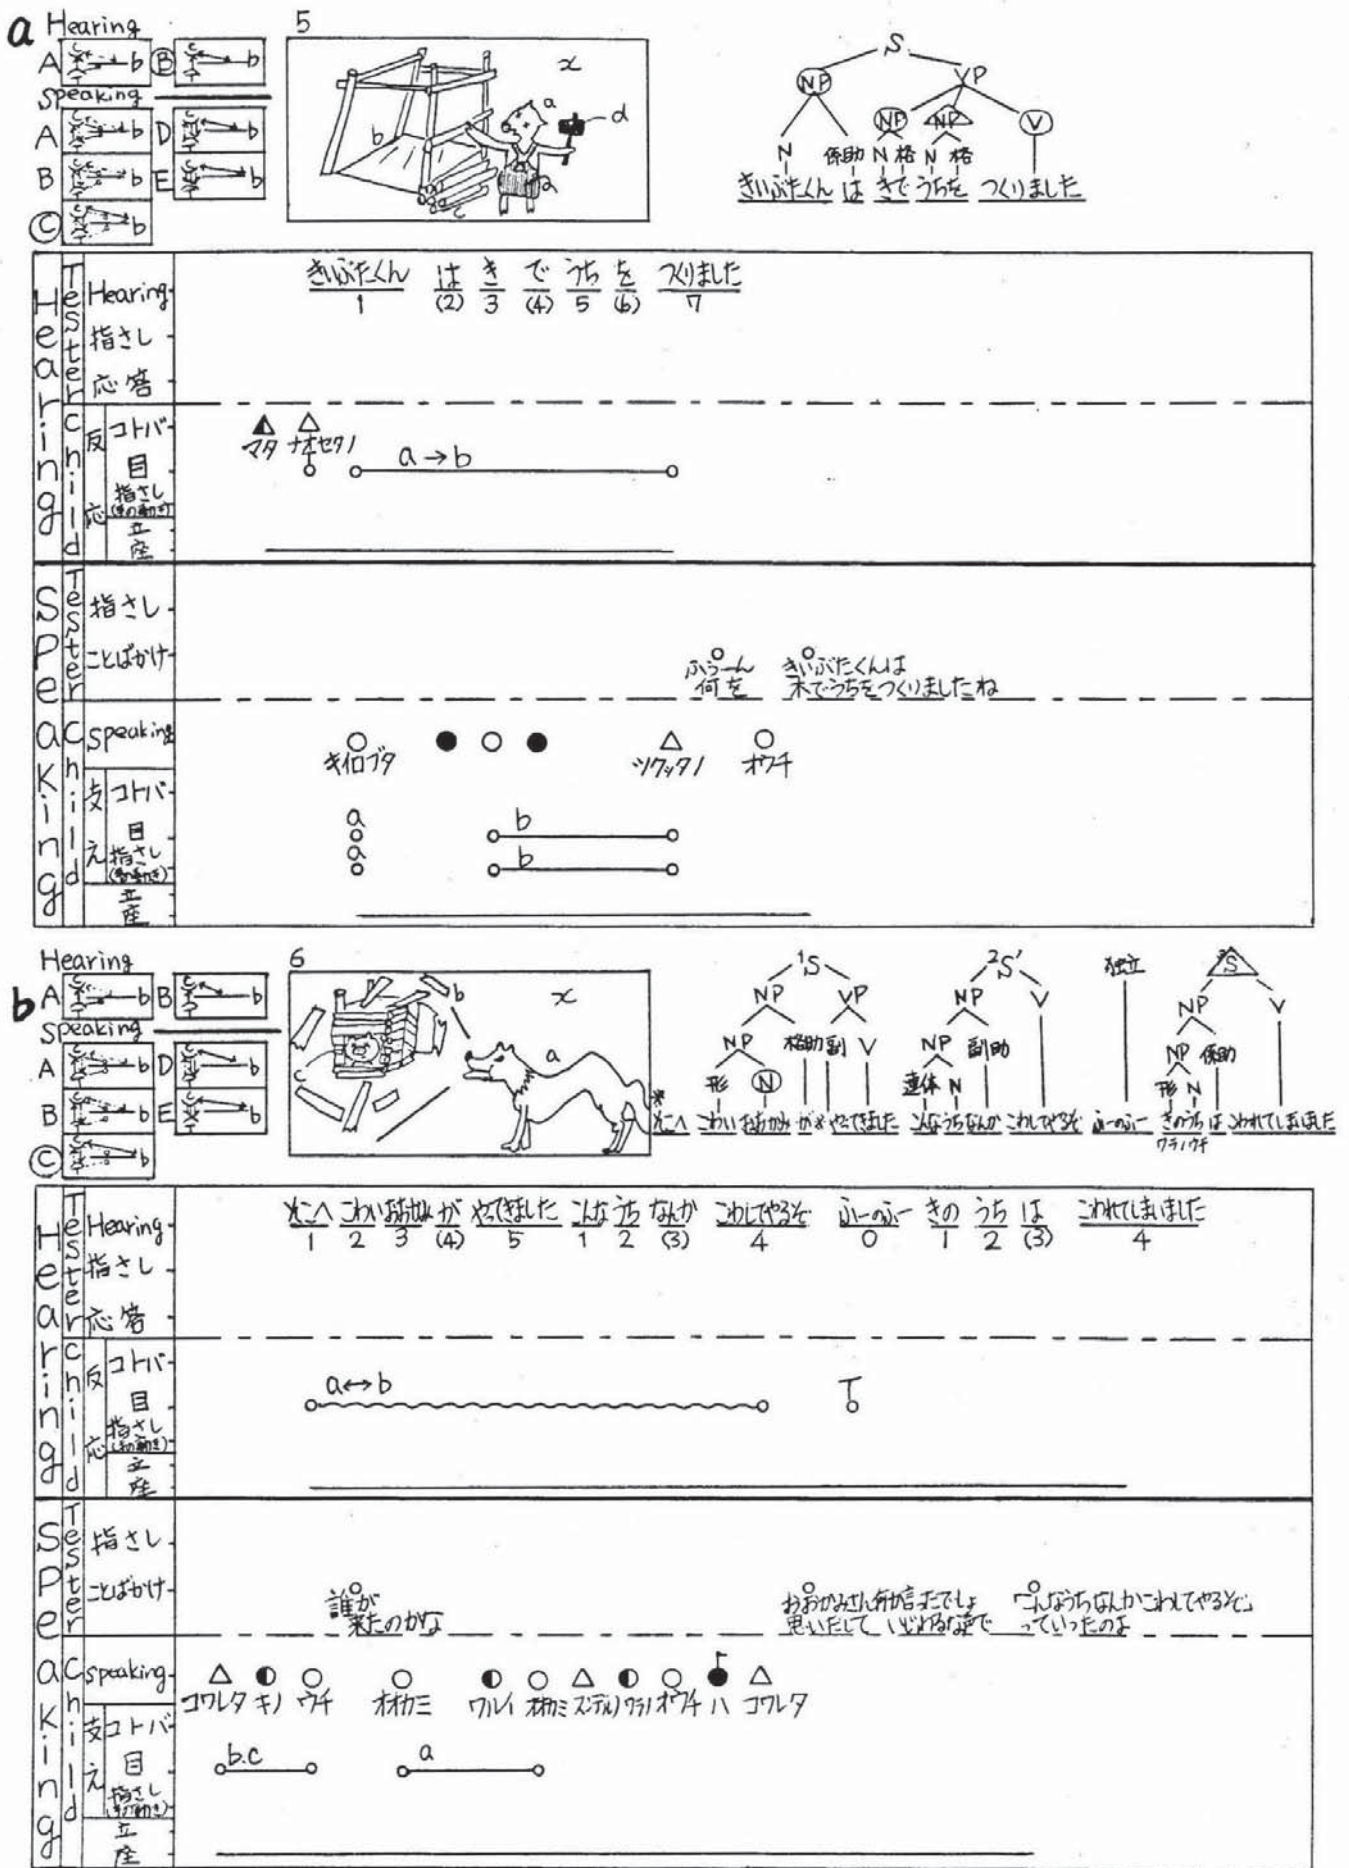 a Hearing
A b B b
speaking
A b D b
B b E b
C b
5
x
a
d
b
a
c
S
NP VP
NP NP V
N 係助 N 格 N 格
きいぶたくん は きで うちを つくりました
Hearing
Tester
Hearing
きいぶたくん は き で うち を つくりました
1 (2) 3 (4) 5 (6) 7
指さし
応答
Child
反応
コトバ
マタ ナオセタノ
目
T
a→b
指さし
立
座
Speaking
Tester
指さし
ことばかけ
ふうーん きいぶたくんは
何を 木でうちをつくりましたね
Child
speaking
キイロブタ ツクッタノ オウチ
支え
コトバ
目
a b
指さし
a b
立
座
b Hearing
A b B b
speaking
A b D b
B b E b
C b
6
x
b
a
c
1S 2S' 独立 3S
NP VP NP V NP V
NP 格助 副 V NP 副助 NP 係助
形 N 連体 N 形 N
そこへ こわい おおかみ が やってきました こんな うち なんか こわしてやるぞ ふーのふー きのうち は こわれてしまいました
ワラノウチ
Hearing
Tester
Hearing
そこへ こわい おおかみ が やってきました こんな うち なんか こわしてやるぞ ふーのふー きの うち は こわれてしまいました
1 2 3 (4) 5 1 2 (3) 4 0 1 2 (3) 4
指さし
応答
Child
反応
コトバ
目
a↔b T
指さし
立
座
Speaking
Tester
指さし
ことばかけ
誰が おおかみさん何か言ったでしょ 「こんなうちなんかこわしてやるぞ」
来たのかな 思いだして っていったのよ
Child
speaking
コワレタ キノ ウチ オオカミ ワルイ オオカミ ワラノ オウチ ハ コワレタ
支え
コトバ
目
b.c a
指さし
立
座